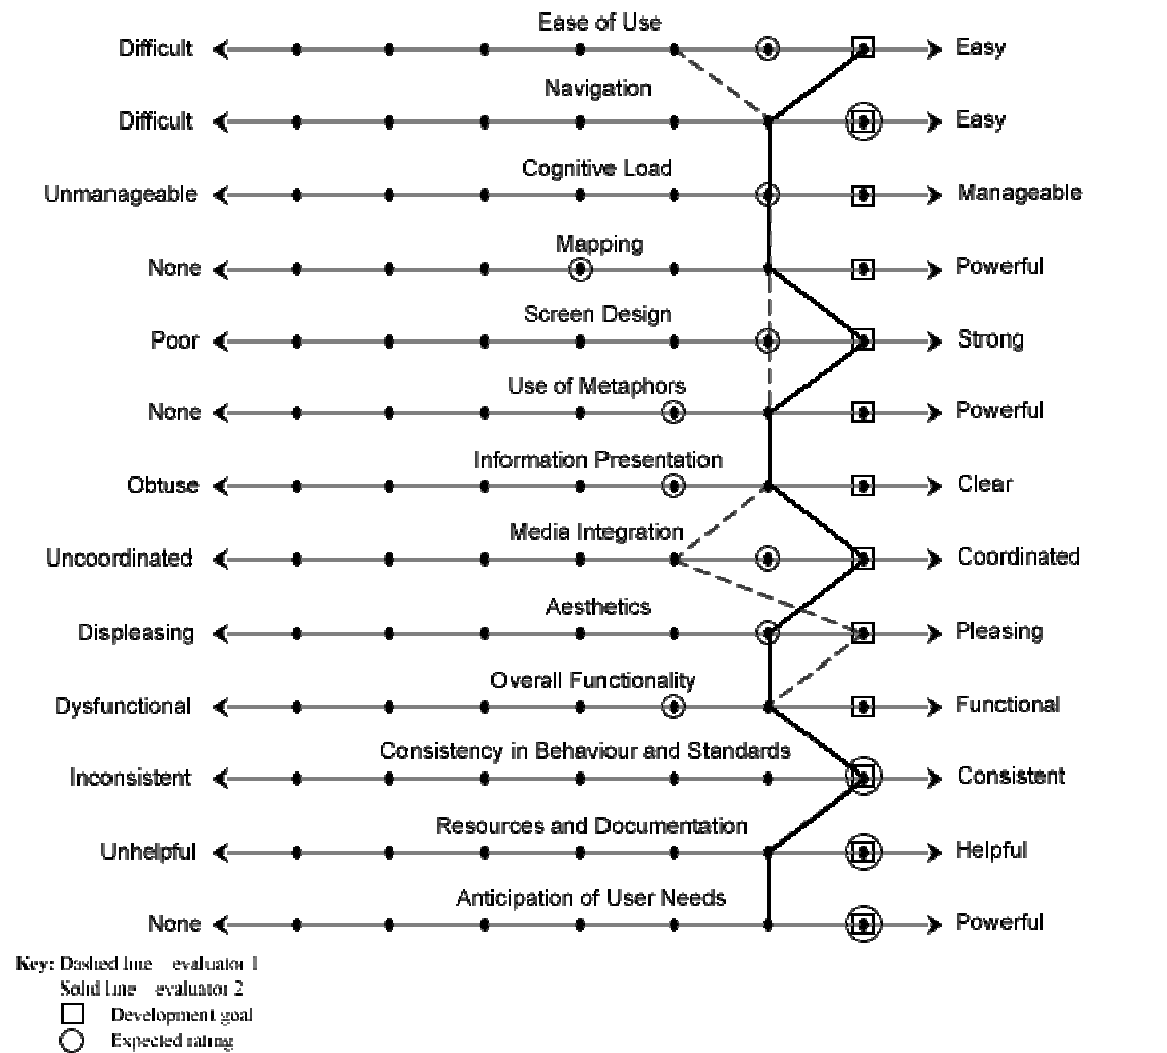 Ease of Use
Difficult Easy
Navigation
Difficult Easy
Cognitive Load
Unmanageable Manageable
Mapping
None Powerful
Screen Design
Poor Strong
Use of Metaphors
None Powerful
Information Presentation
Obtuse Clear
Media Integration
Uncoordinated Coordinated
Aesthetics
Displeasing Pleasing
Overall Functionality
Dysfunctional Functional
Consistency in Behaviour and Standards
Inconsistent Consistent
Resources and Documentation
Unhelpful Helpful
Anticipation of User Needs
None Powerful
Key: Dashed line evaluator 1
Solid line evaluator 2
Development goal
Expected rating